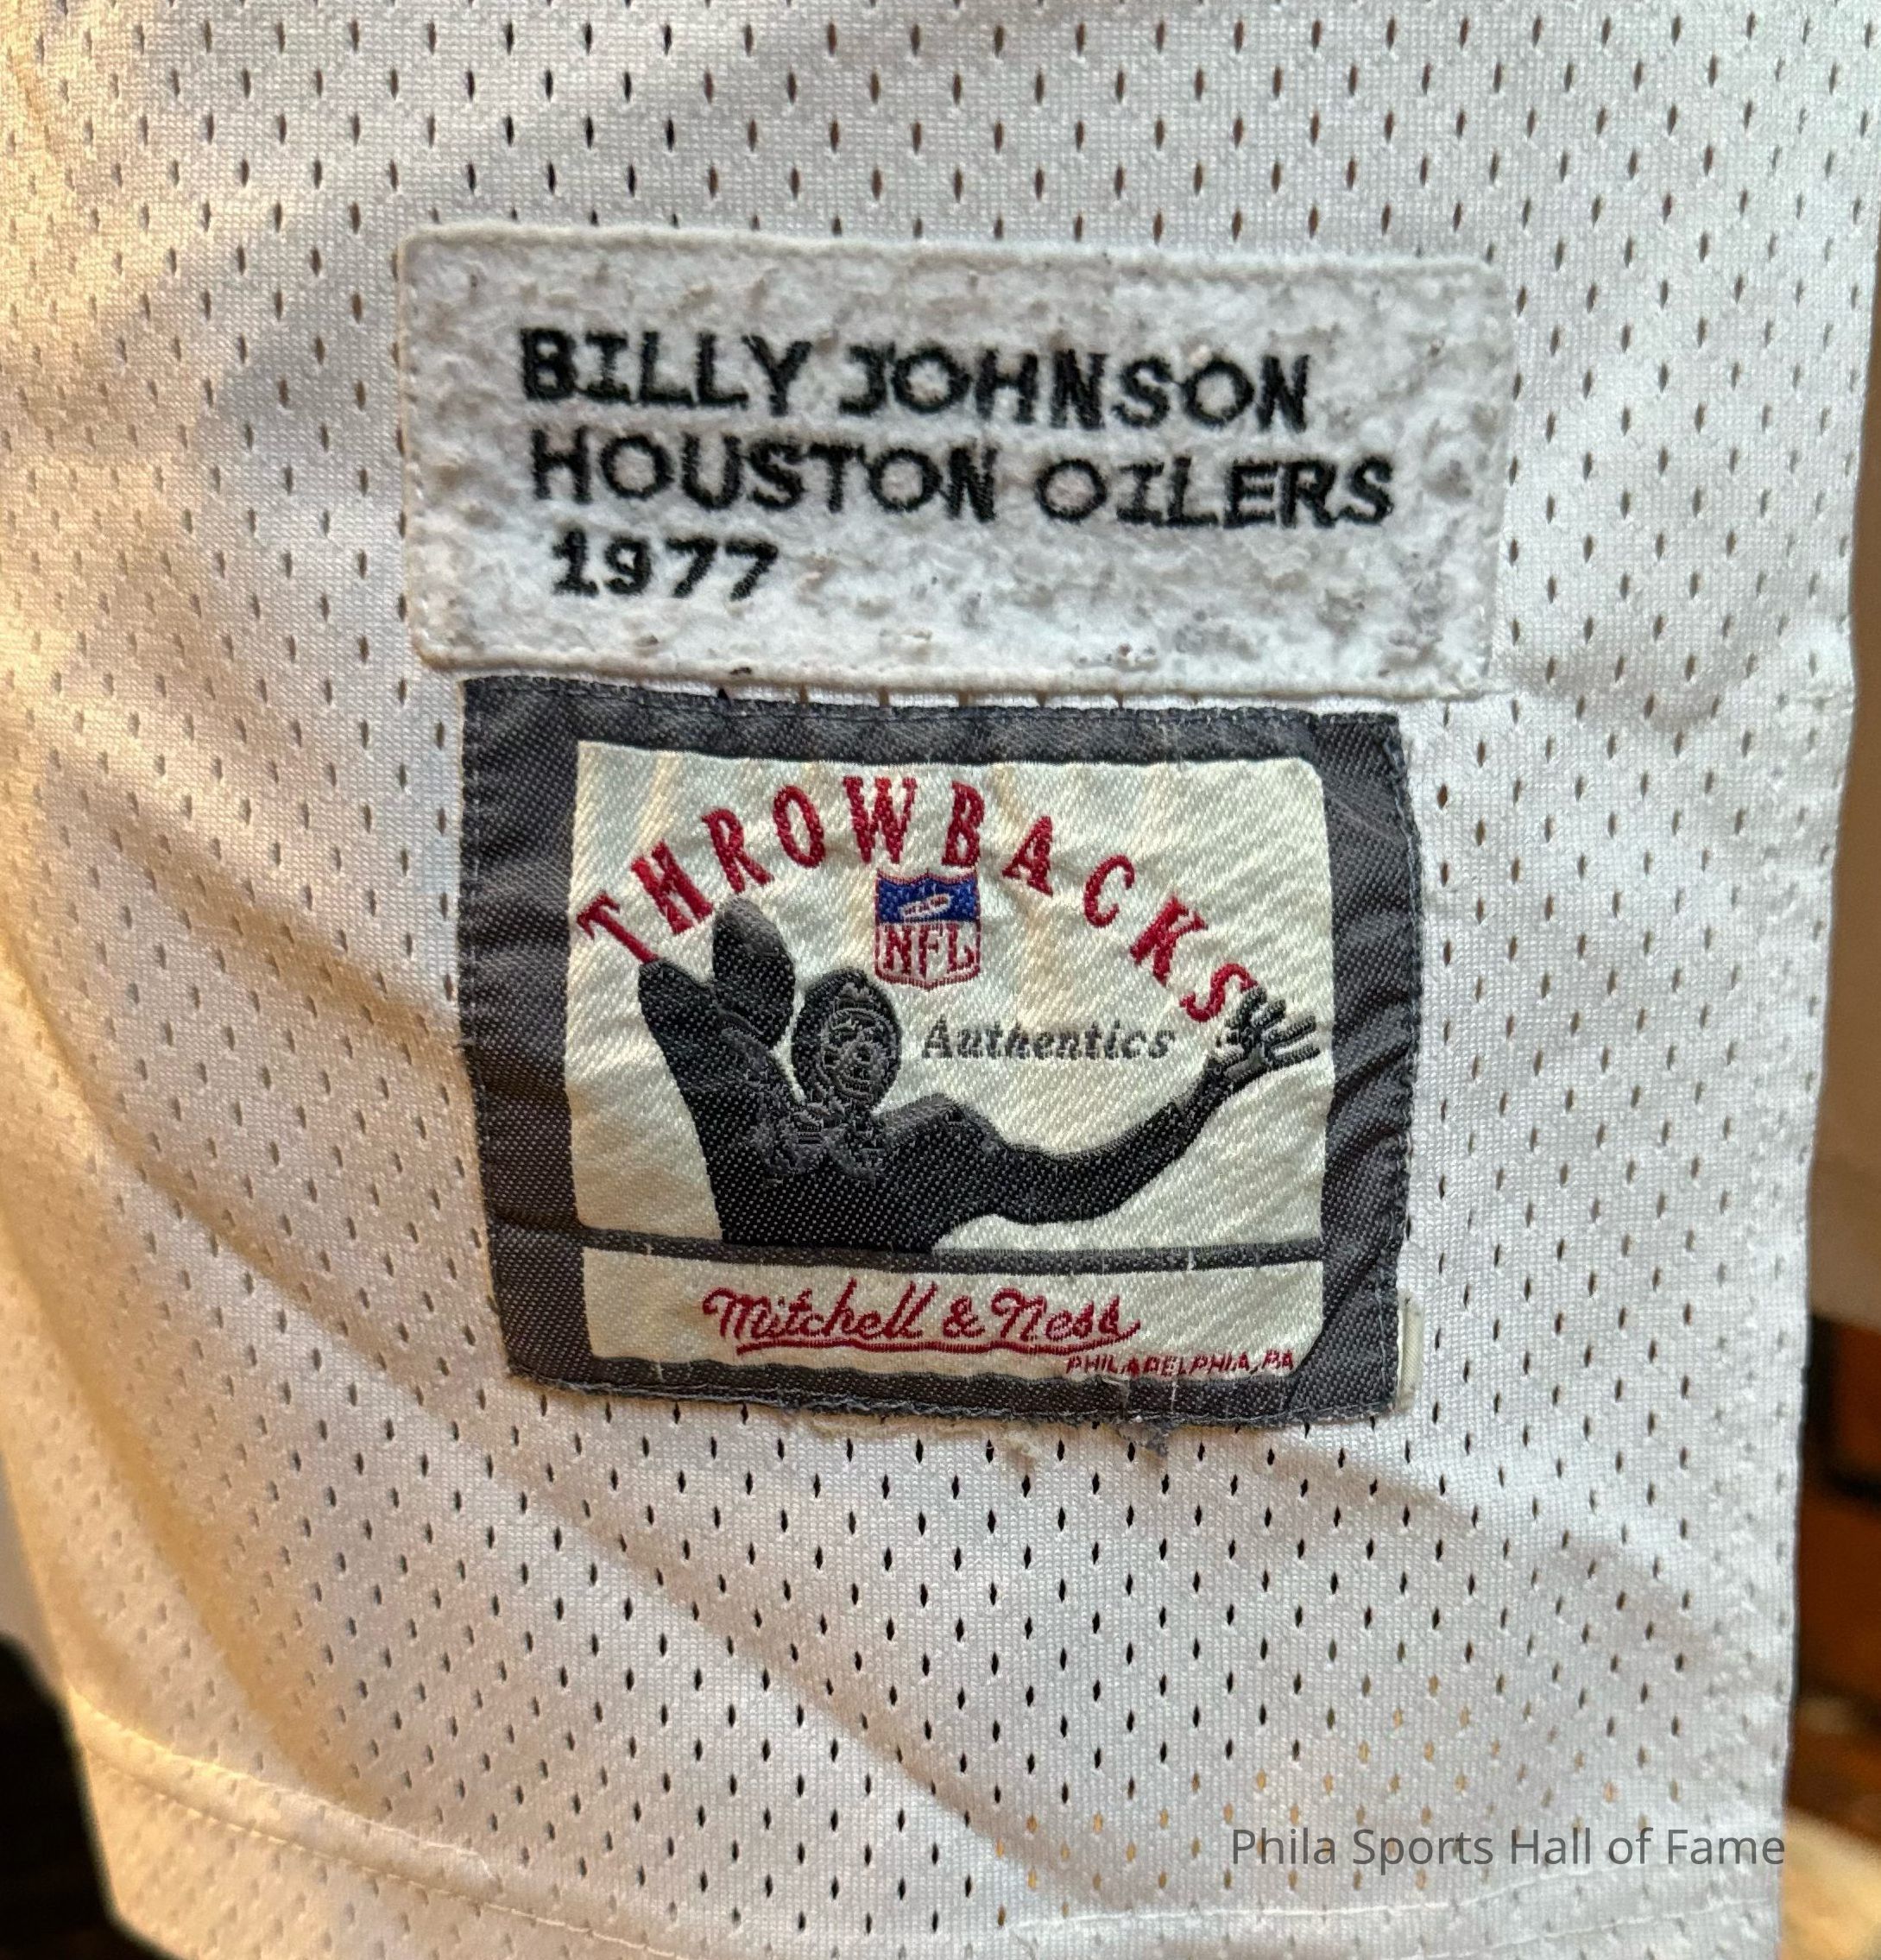 BILLY JOHNSON
HOUSTON OILERS
1977
THROWBACKS
NFL
Authentics
Mitchell & Ness
PHILADELPHIA, PA
Phila Sports Hall of Fame